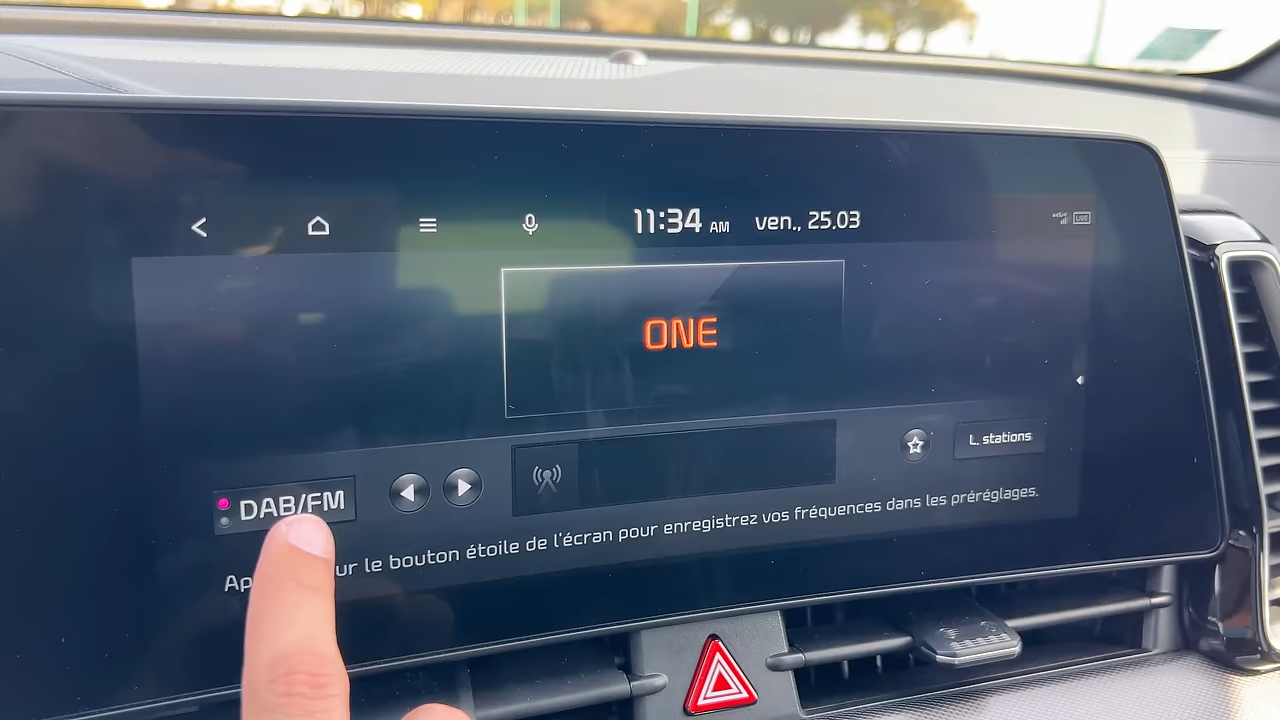 11:34 AM ven., 25.03
LIVE
ONE
L. stations
DAB/FM
ur le bouton étoile de l'écran pour enregistrez vos fréquences dans les préréglages.